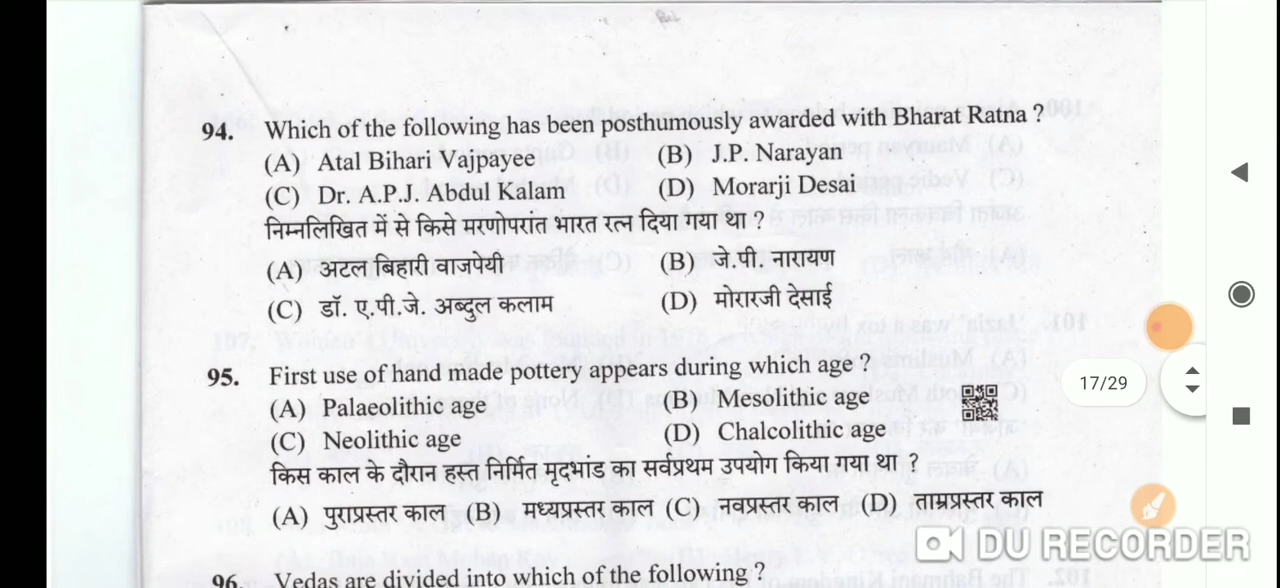 94. Which of the following has been posthumously awarded with Bharat Ratna ?
(A) Atal Bihari Vajpayee (B) J.P. Narayan
(C) Dr. A.P.J. Abdul Kalam (D) Morarji Desai
निम्नलिखित में से किसे मरणोपरांत भारत रत्न दिया गया था ?
(A) अटल बिहारी वाजपेयी (B) जे.पी. नारायण
(C) डॉ. ए.पी.जे. अब्दुल कलाम (D) मोरारजी देसाई
95. First use of hand made pottery appears during which age ?
(A) Palaeolithic age (B) Mesolithic age
(C) Neolithic age (D) Chalcolithic age
किस काल के दौरान हस्त निर्मित मृदभांड का सर्वप्रथम उपयोग किया गया था ?
(A) पुराप्रस्तर काल (B) मध्यप्रस्तर काल (C) नवप्रस्तर काल (D) ताम्रप्रस्तर काल
96. Vedas are divided into which of the following ?
17/29
DU RECORDER